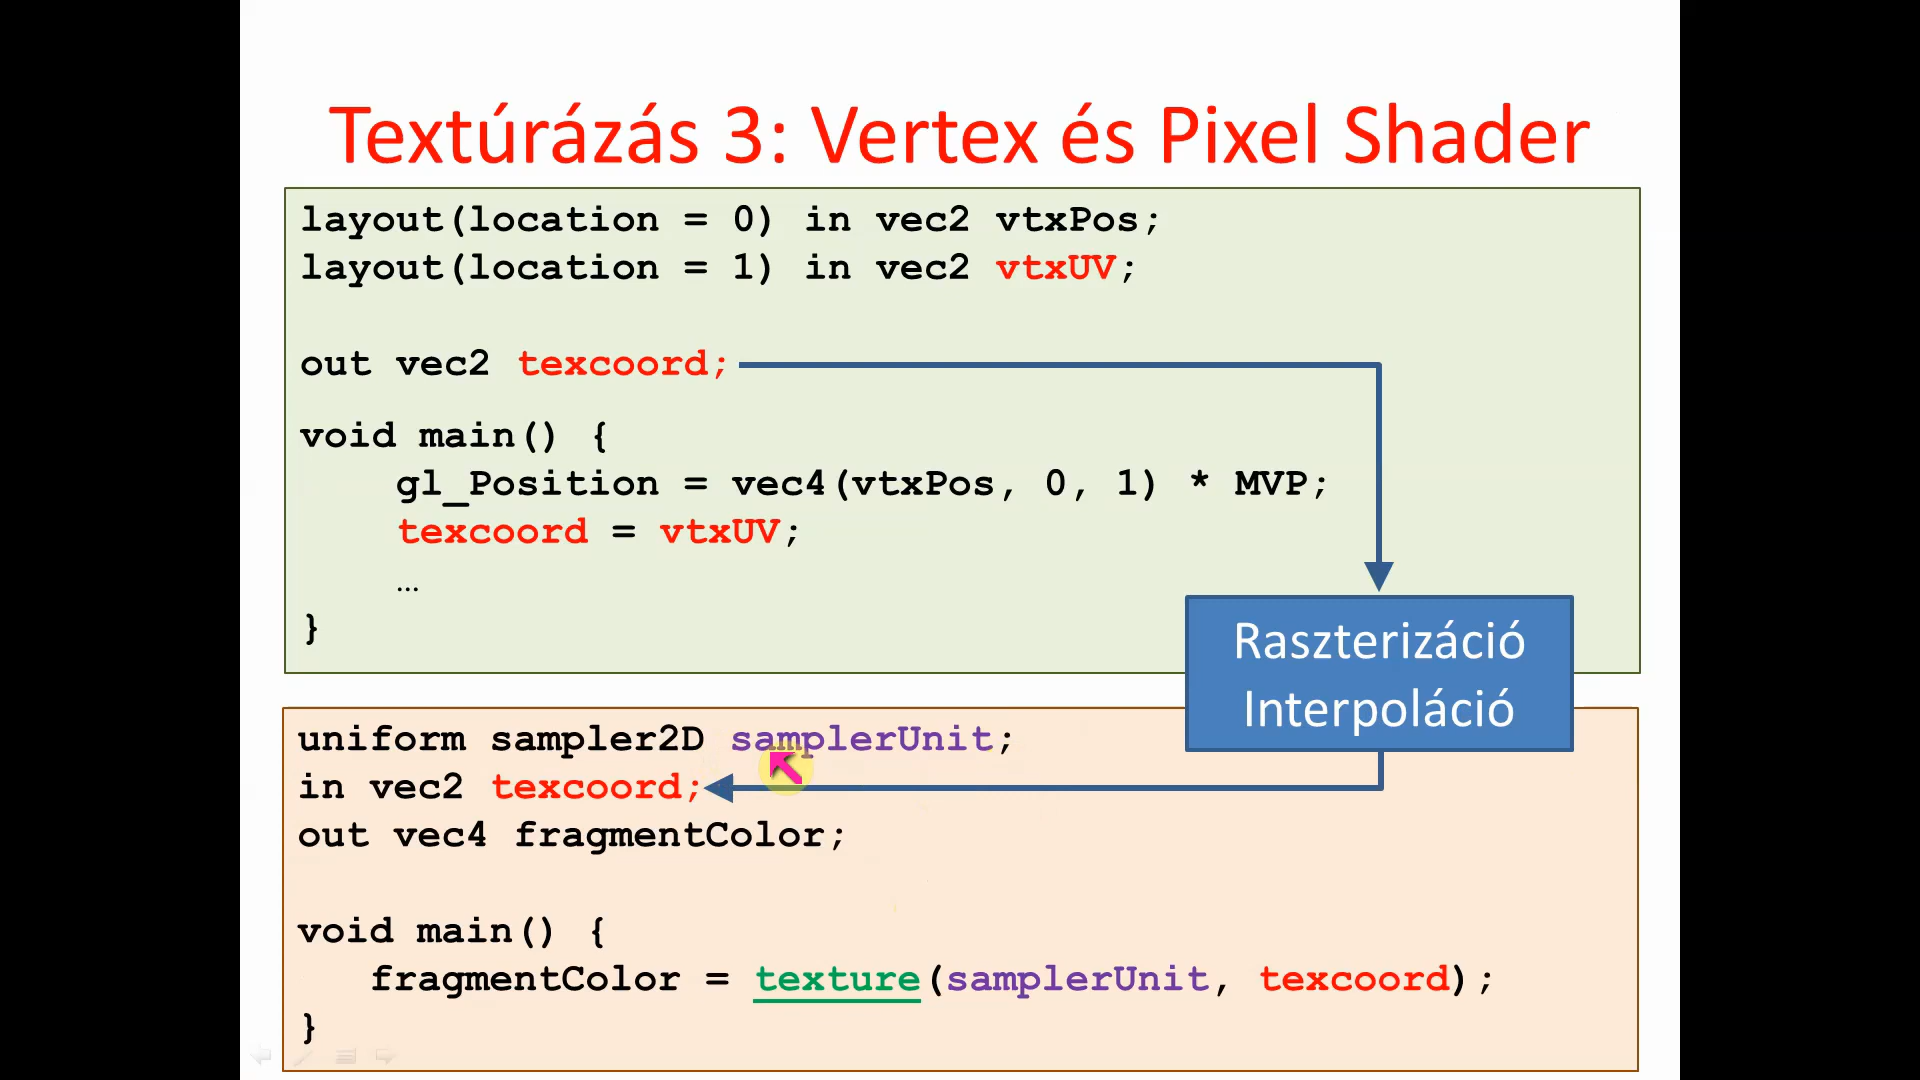 Textúrázás 3: Vertex és Pixel Shader
layout(location = 0) in vec2 vtxPos;
layout(location = 1) in vec2 vtxUV;
out vec2 texcoord;
void main() {
gl_Position = vec4(vtxPos, 0, 1) * MVP;
texcoord = vtxUV;
…
}
Raszterizáció
Interpoláció
uniform sampler2D samplerUnit;
in vec2 texcoord;
out vec4 fragmentColor;
void main() {
fragmentColor = texture(samplerUnit, texcoord);
}